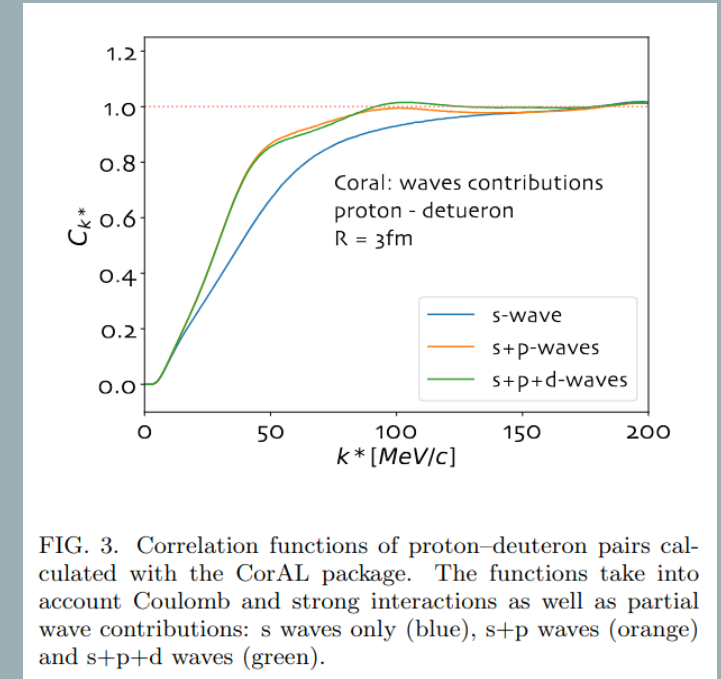 1.2
1.0
0.8
0.6
0.4
0.2
0.0
C_k*
Coral: waves contributions
proton - detueron
R = 3fm
s-wave
s+p-waves
s+p+d-waves
0 50 100 150 200
k* [MeV/c]
FIG. 3. Correlation functions of proton–deuteron pairs cal-
culated with the CorAL package. The functions take into
account Coulomb and strong interactions as well as partial
wave contributions: s waves only (blue), s+p waves (orange)
and s+p+d waves (green).